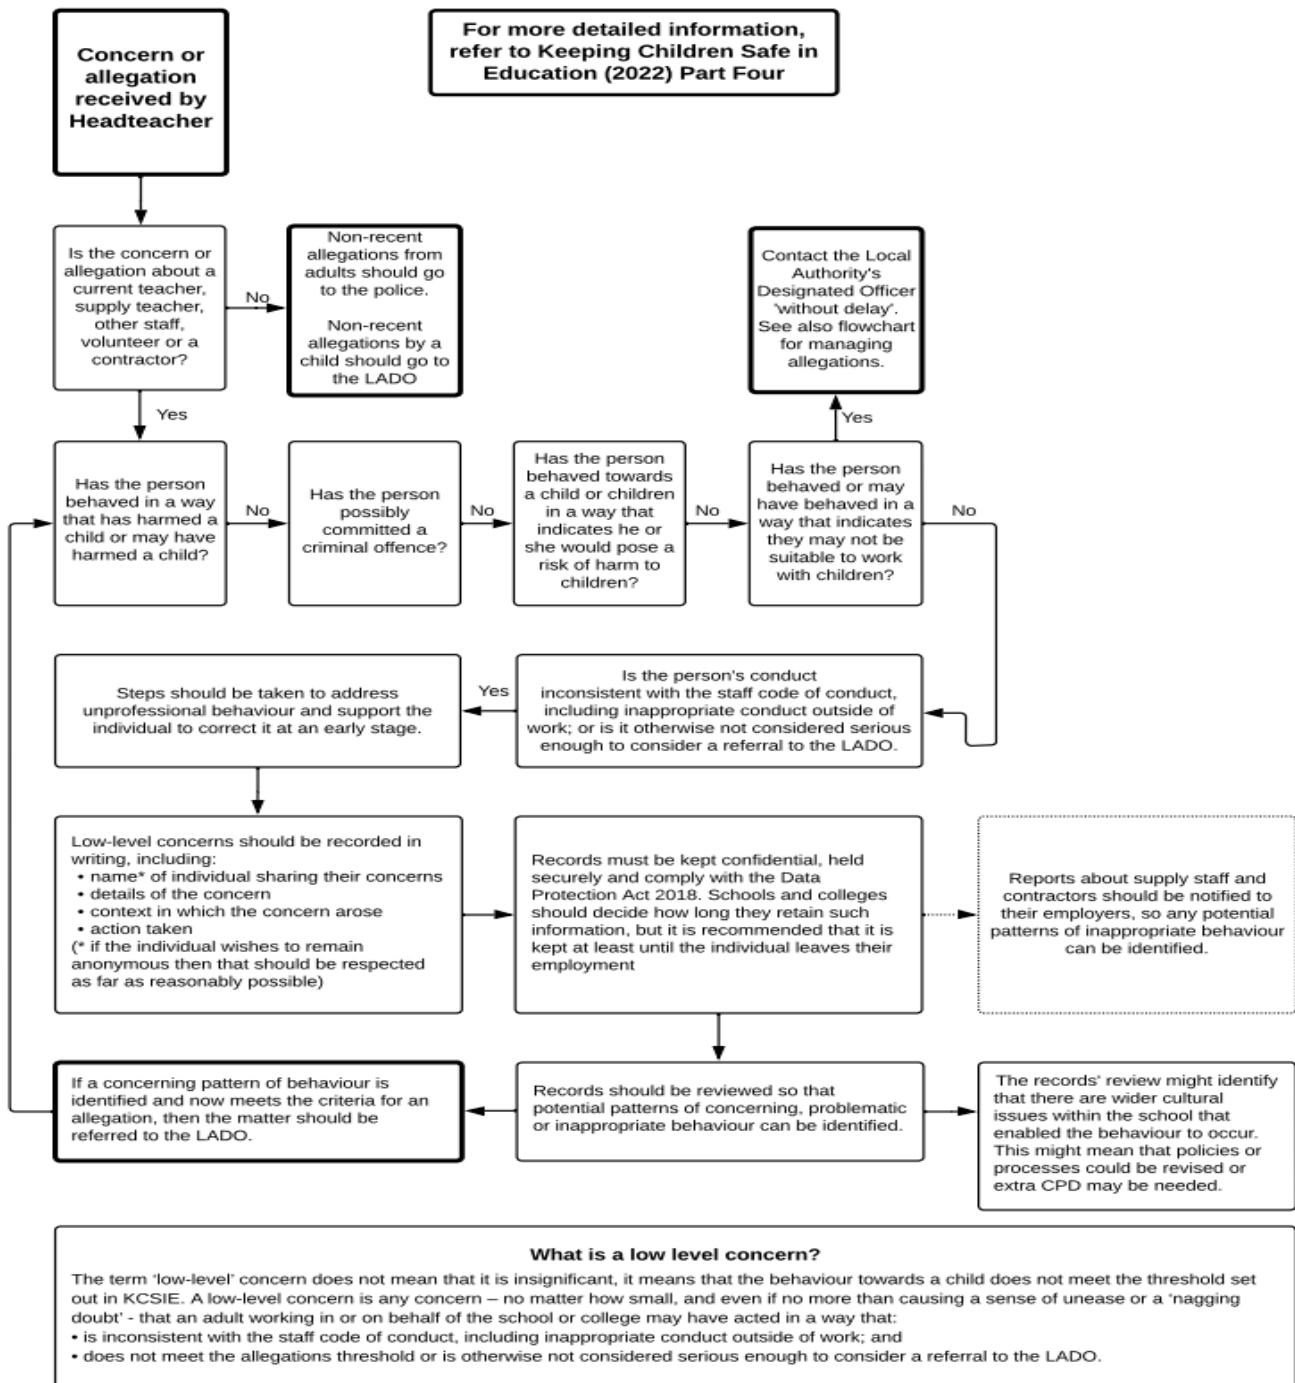 Concern or
allegation
received by
Headteacher
For more detailed information,
refer to Keeping Children Safe in
Education (2022) Part Four
Is the concern or
allegation about a
current teacher,
supply teacher,
other staff,
volunteer or a
contractor?
No
Non-recent
allegations from
adults should go
to the police.
Non-recent
allegations by a
child should go to
the LADO
Contact the Local
Authority's
Designated Officer
'without delay'.
See also flowchart
for managing
allegations.
Yes
Yes
Has the person
behaved in a way
that has harmed a
child or may have
harmed a child?
No
Has the person
possibly
committed a
criminal offence?
No
Has the person
behaved towards
a child or children
in a way that
indicates he or
she would pose a
risk of harm to
children?
No
Has the person
behaved or may
have behaved in a
way that indicates
they may not be
suitable to work
with children?
No
Steps should be taken to address
unprofessional behaviour and support the
individual to correct it at an early stage.
Yes
Is the person's conduct
inconsistent with the staff code of conduct,
including inappropriate conduct outside of
work; or is it otherwise not considered serious
enough to consider a referral to the LADO.
Low-level concerns should be recorded in
writing, including:
• name* of individual sharing their concerns
• details of the concern
• context in which the concern arose
• action taken
(* if the individual wishes to remain
anonymous then that should be respected
as far as reasonably possible)
Records must be kept confidential, held
securely and comply with the Data
Protection Act 2018. Schools and colleges
should decide how long they retain such
information, but it is recommended that it is
kept at least until the individual leaves their
employment
Reports about supply staff and
contractors should be notified to
their employers, so any potential
patterns of inappropriate behaviour
can be identified.
If a concerning pattern of behaviour is
identified and now meets the criteria for an
allegation, then the matter should be
referred to the LADO.
Records should be reviewed so that
potential patterns of concerning, problematic
or inappropriate behaviour can be identified.
The records' review might identify
that there are wider cultural
issues within the school that
enabled the behaviour to occur.
This might mean that policies or
processes could be revised or
extra CPD may be needed.
What is a low level concern?
The term 'low-level' concern does not mean that it is insignificant, it means that the behaviour towards a child does not meet the threshold set
out in KCSIE. A low-level concern is any concern – no matter how small, and even if no more than causing a sense of unease or a 'nagging
doubt' - that an adult working in or on behalf of the school or college may have acted in a way that:
• is inconsistent with the staff code of conduct, including inappropriate conduct outside of work; and
• does not meet the allegations threshold or is otherwise not considered serious enough to consider a referral to the LADO.